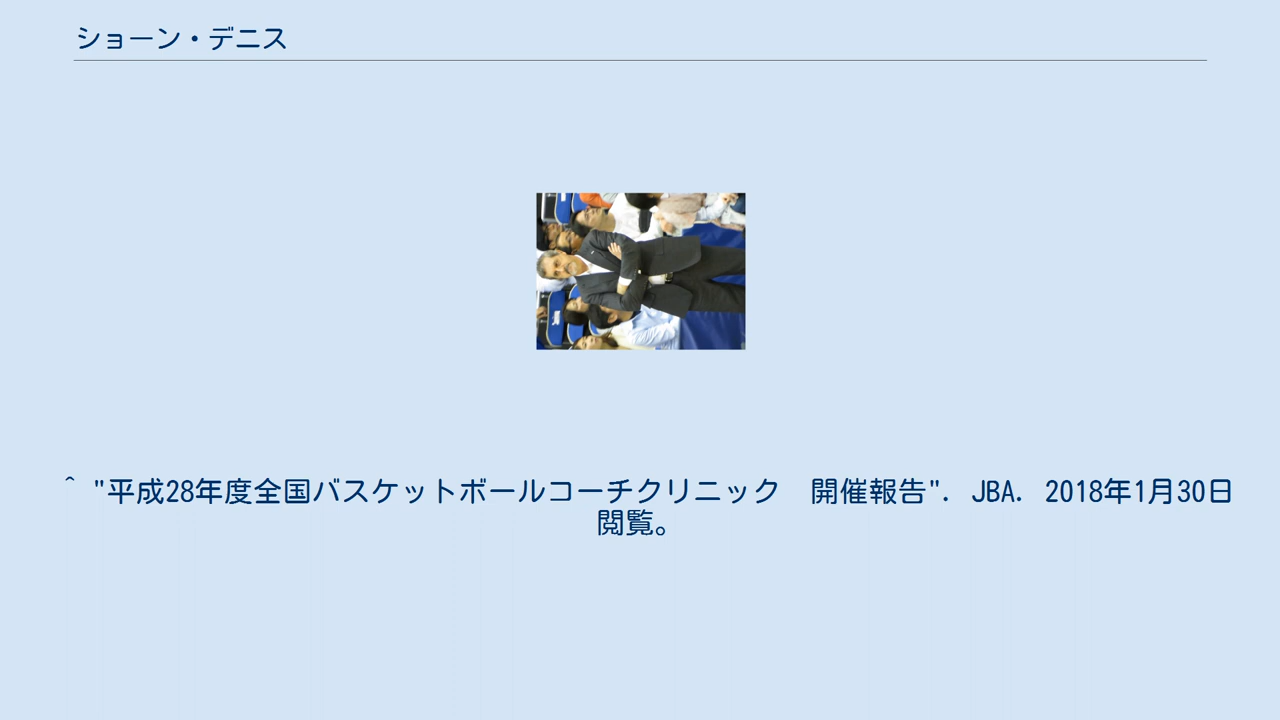 ショーン・デニス
^ "平成28年度全国バスケットボールコーチクリニック　開催報告". JBA. 2018年1月30日
閲覧。